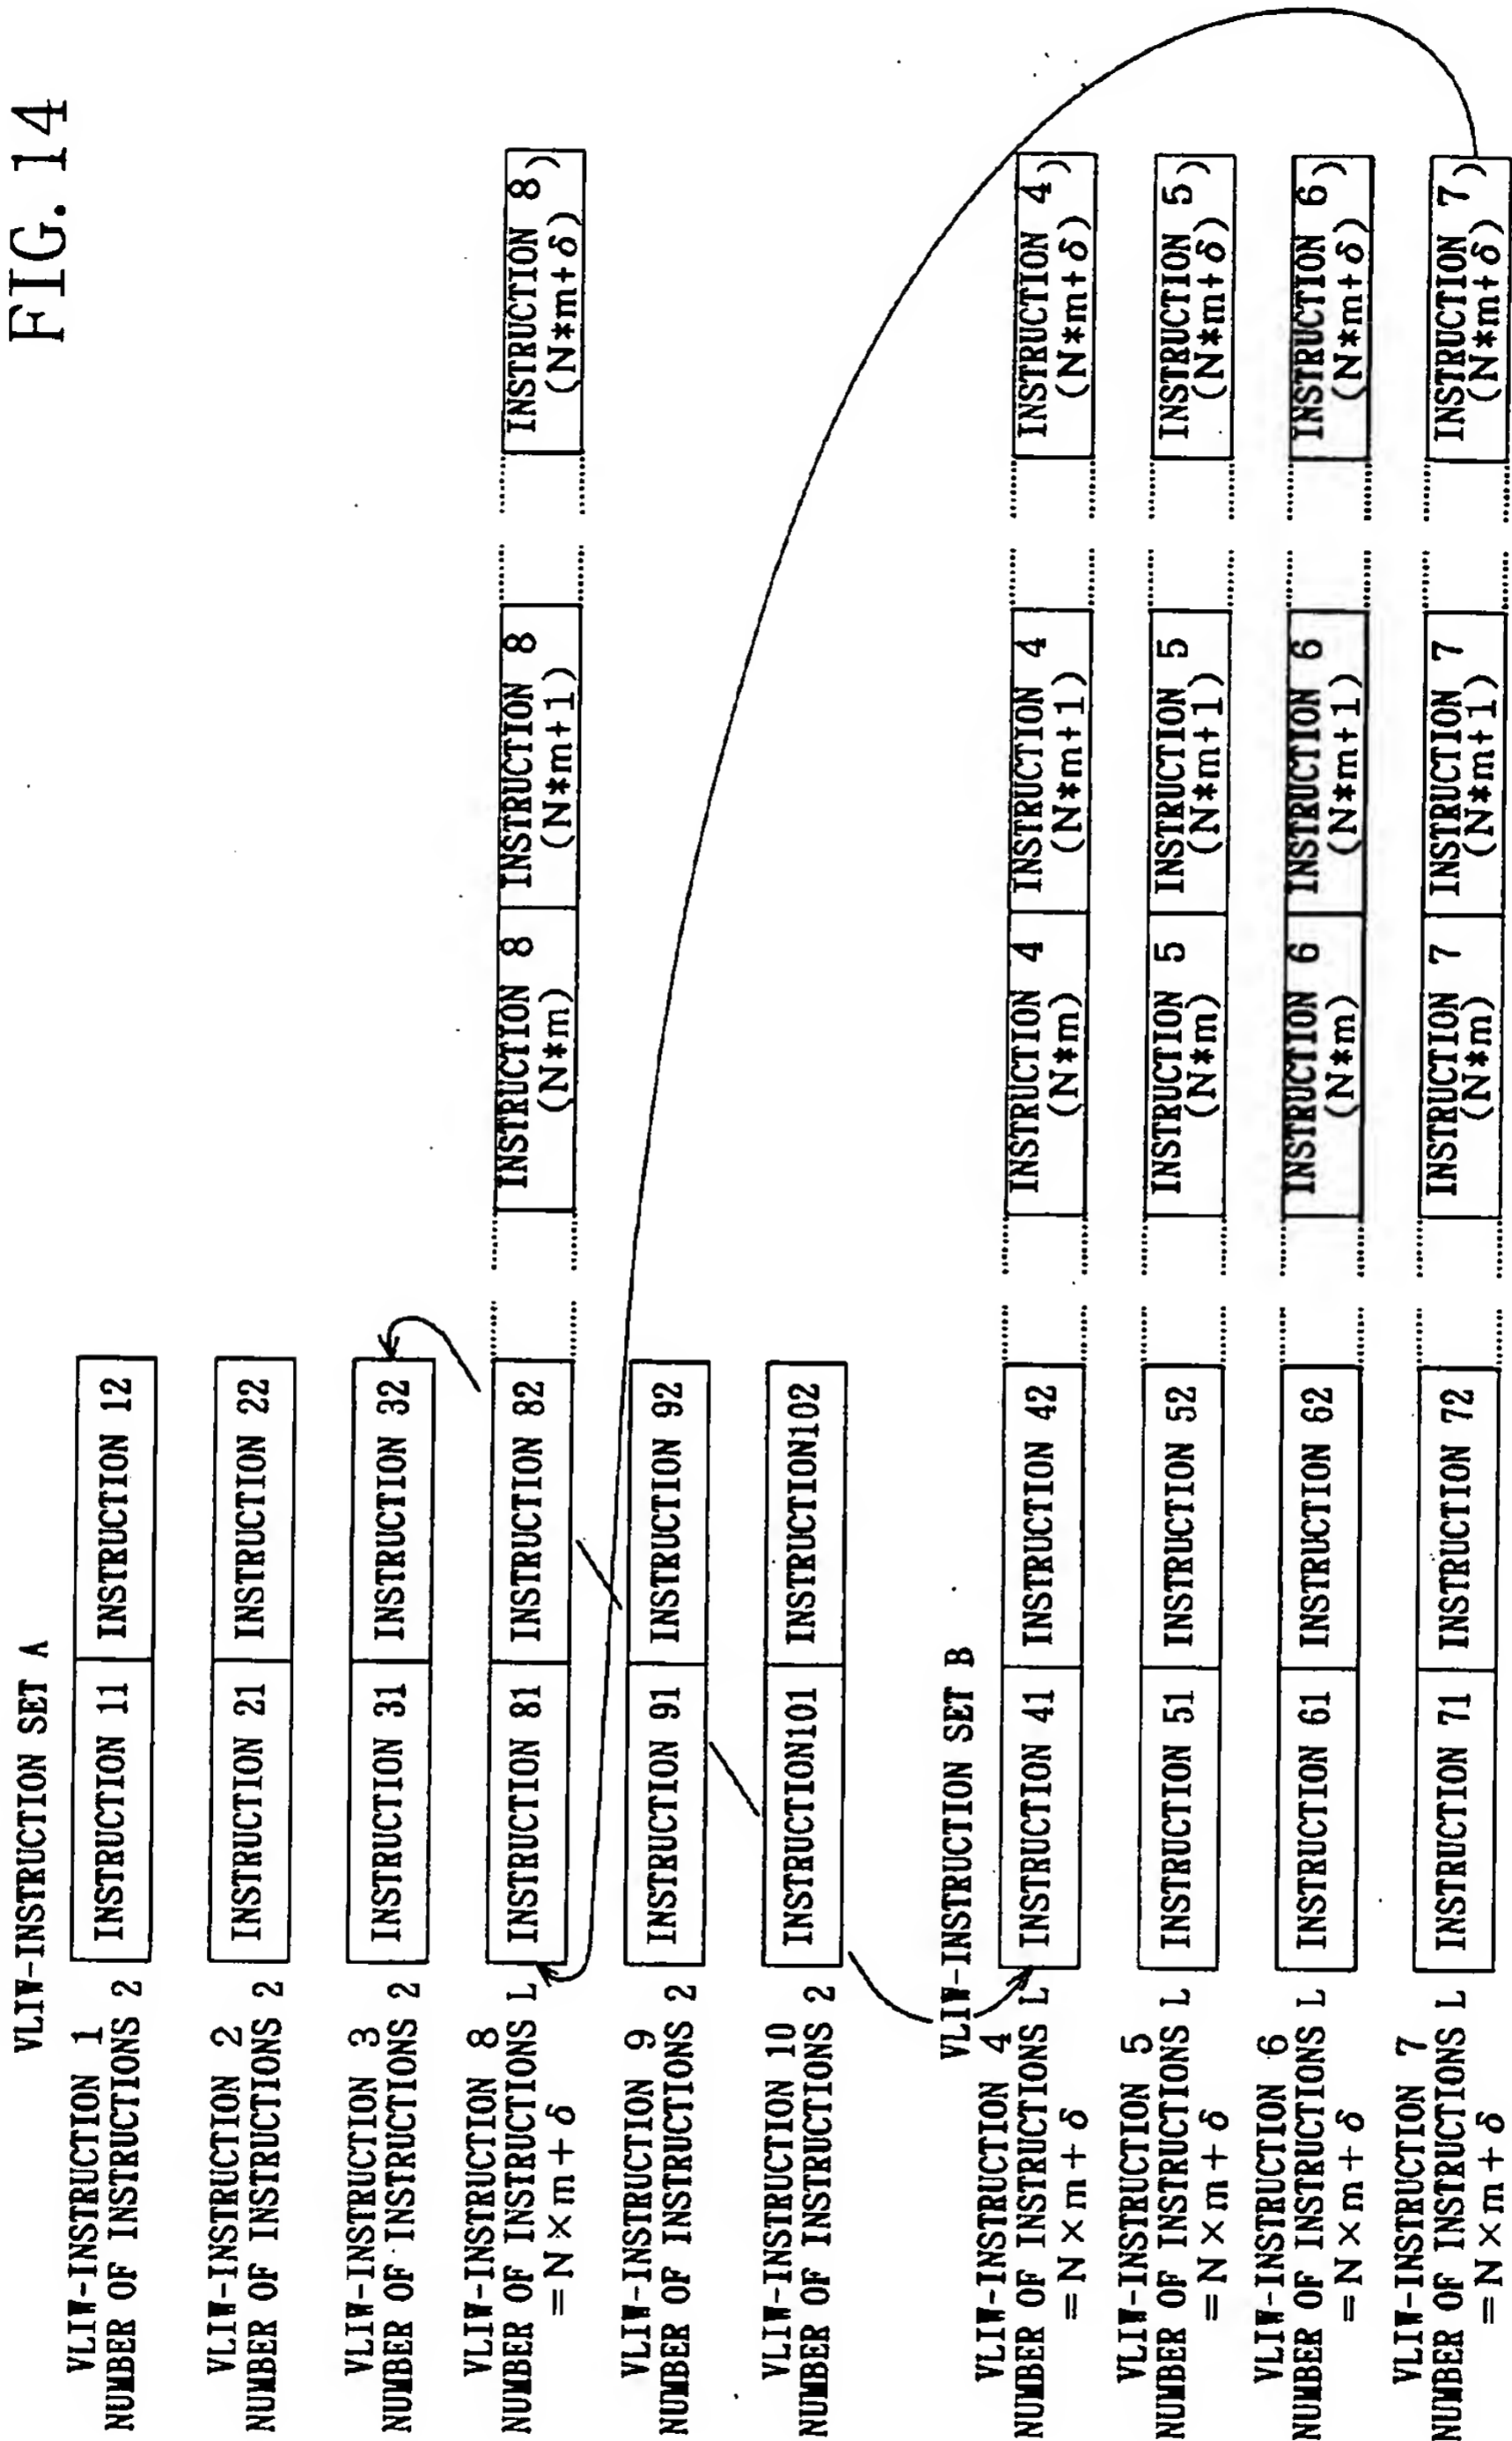 FIG. 14
VLIW-INSTRUCTION SET A
VLIW-INSTRUCTION 1
NUMBER OF INSTRUCTIONS 2
INSTRUCTION 11
INSTRUCTION 12
VLIW-INSTRUCTION 2
NUMBER OF INSTRUCTIONS 2
INSTRUCTION 21
INSTRUCTION 22
VLIW-INSTRUCTION 3
NUMBER OF INSTRUCTIONS 2
INSTRUCTION 31
INSTRUCTION 32
VLIW-INSTRUCTION 8
NUMBER OF INSTRUCTIONS L
=N×m+δ
INSTRUCTION 81
INSTRUCTION 82
INSTRUCTION 8
(N*m)
INSTRUCTION 8
(N*m+1)
INSTRUCTION 8
(N*m+δ)
)
VLIW-INSTRUCTION 9
NUMBER OF INSTRUCTIONS 2
INSTRUCTION 91
INSTRUCTION 92
VLIW-INSTRUCTION 10
NUMBER OF INSTRUCTIONS 2
INSTRUCTION101
INSTRUCTION102
VLIW-INSTRUCTION SET B
VLIW-INSTRUCTION 4
NUMBER OF INSTRUCTIONS L
=N×m+δ
INSTRUCTION 41
INSTRUCTION 42
INSTRUCTION 4
(N*m)
INSTRUCTION 4
(N*m+1)
INSTRUCTION 4
(N*m+δ)
)
VLIW-INSTRUCTION 5
NUMBER OF INSTRUCTIONS L
=N×m+δ
INSTRUCTION 51
INSTRUCTION 52
INSTRUCTION 5
(N*m)
INSTRUCTION 5
(N*m+1)
INSTRUCTION 5
(N*m+δ)
)
VLIW-INSTRUCTION 6
NUMBER OF INSTRUCTIONS L
=N×m+δ
INSTRUCTION 61
INSTRUCTION 62
INSTRUCTION 6
(N*m)
INSTRUCTION 6
(N*m+1)
INSTRUCTION 6
(N*m+δ)
)
VLIW-INSTRUCTION 7
NUMBER OF INSTRUCTIONS L
=N×m+δ
INSTRUCTION 71
INSTRUCTION 72
INSTRUCTION 7
(N*m)
INSTRUCTION 7
(N*m+1)
INSTRUCTION 7
(N*m+δ)
)